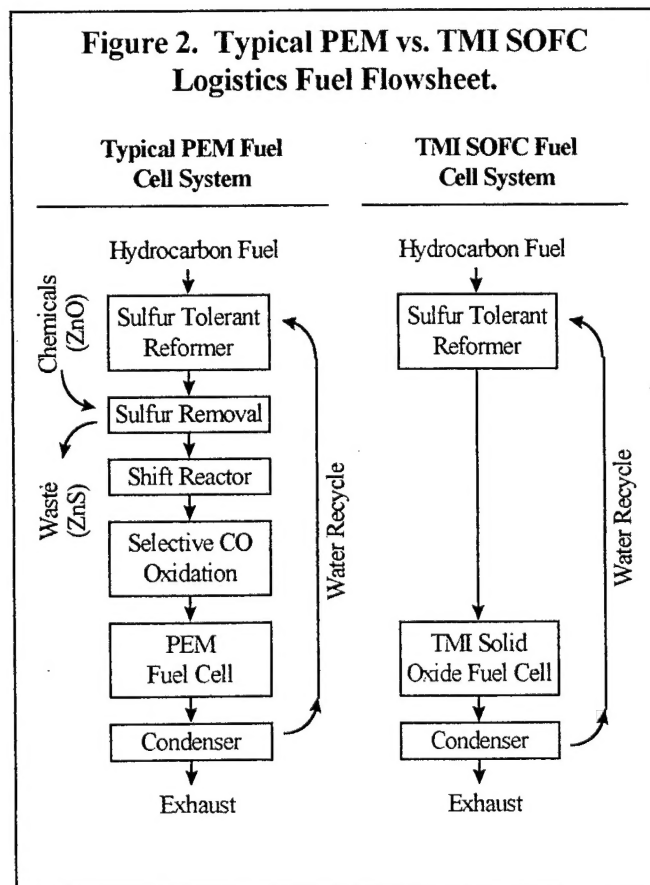 Figure 2. Typical PEM vs. TMI SOFC
Logistics Fuel Flowsheet.
Typical PEM Fuel
Cell System
Hydrocarbon Fuel
Chemicals
(ZnO)
Sulfur Tolerant
Reformer
Sulfur Removal
Waste
(ZnS)
Shift Reactor
Selective CO
Oxidation
PEM
Fuel Cell
Condenser
Exhaust
Water Recycle
TMI SOFC Fuel
Cell System
Hydrocarbon Fuel
Sulfur Tolerant
Reformer
TMI Solid
Oxide Fuel Cell
Condenser
Exhaust
Water Recycle